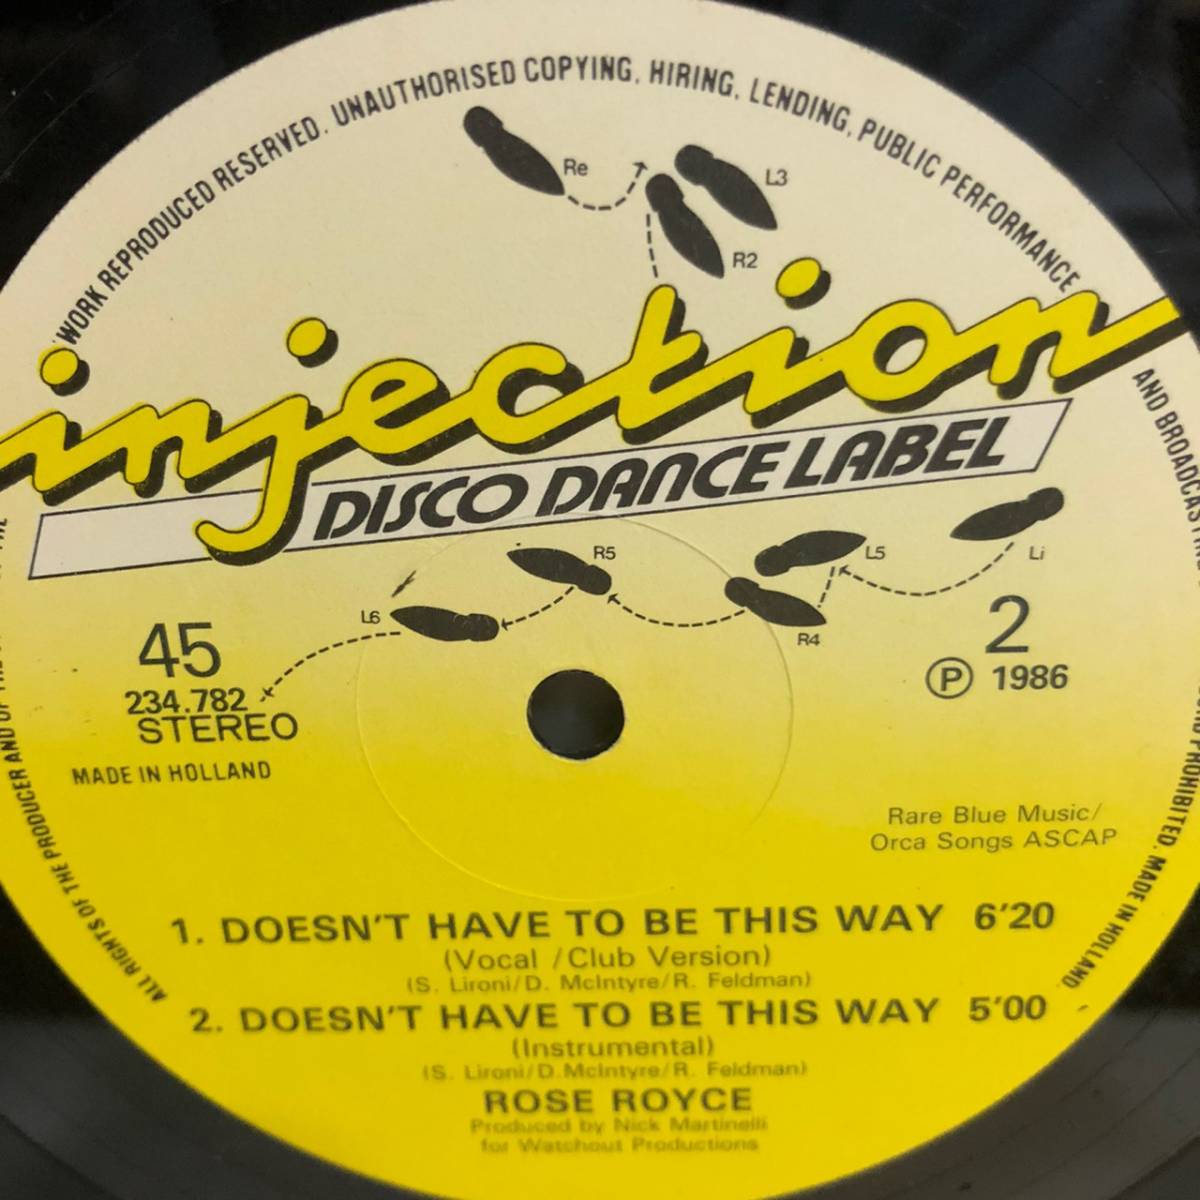 WORK REPRODUCED RESERVED. UNAUTHORISED COPYING, HIRING, LENDING, PUBLIC PERFORMANCE
AND BROADCASTING
PROHIBITED. MADE IN HOLLAND.
ALL RIGHTS OF THE PRODUCER AND OF THE
Re
L3
R2
injection
DISCO DANCE LABEL
R5
L5
Li
L6
R4
45
234.782
STEREO
MADE IN HOLLAND
2
Ⓟ 1986
Rare Blue Music/
Orca Songs ASCAP
1. DOESN'T HAVE TO BE THIS WAY 6'20
(Vocal /Club Version)
(S. Lironi/D. McIntyre/R. Feldman)
2. DOESN'T HAVE TO BE THIS WAY 5'00
(Instrumental)
(S. Lironi/D.McIntyre/R. Feldman)
ROSE ROYCE
Produced by Nick Martinelli
for Watchout Productions